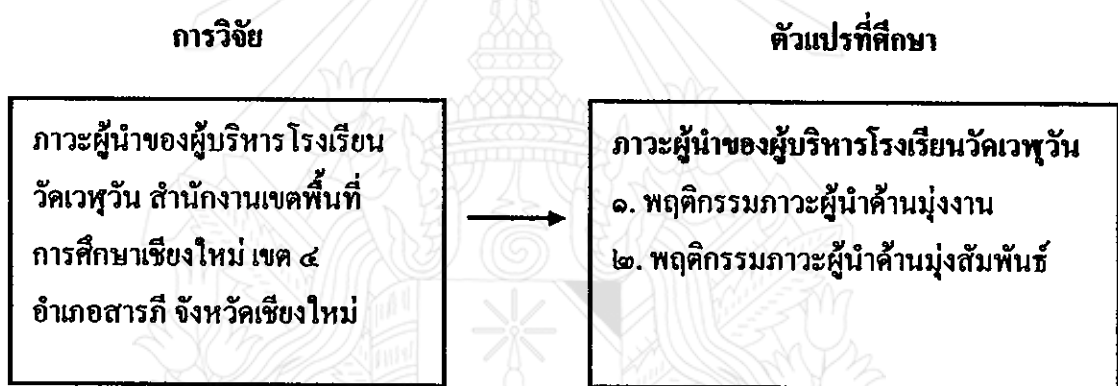 การวิจัย
ตัวแปรที่ศึกษา
ภาวะผู้นำของผู้บริหารโรงเรียน
วัดเวฬุวัน สำนักงานเขตพื้นที่
การศึกษาเชียงใหม่ เขต ๔
อำเภอสารภี จังหวัดเชียงใหม่
ภาวะผู้นำของผู้บริหารโรงเรียนวัดเวฬุวัน
๑. พฤติกรรมภาวะผู้นำด้านมุ่งงาน
๒. พฤติกรรมภาวะผู้นำด้านมุ่งสัมพันธ์